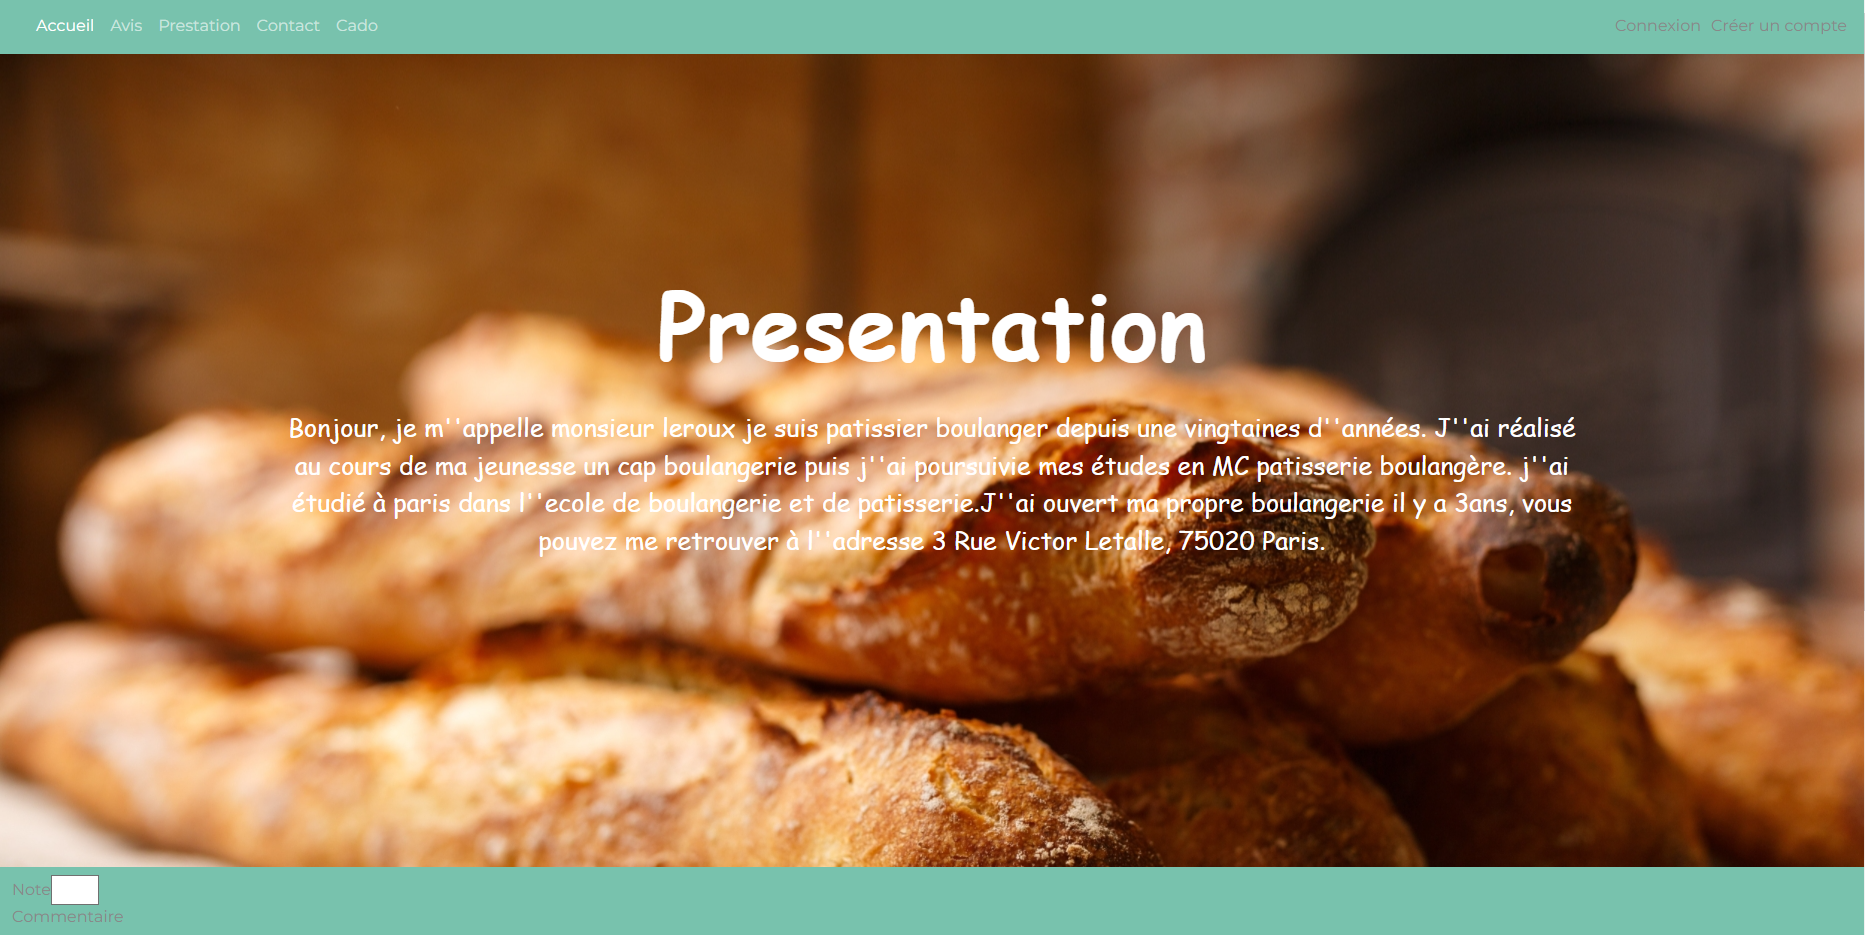 Accueil Avis Prestation Contact Cado Connexion Créer un compte
Presentation
Bonjour, je m''appelle monsieur leroux je suis patissier boulanger depuis une vingtaines d''années. J''ai réalisé
au cours de ma jeunesse un cap boulangerie puis j''ai poursuivie mes études en MC patisserie boulangère. j''ai
étudié à paris dans l''ecole de boulangerie et de patisserie.J''ai ouvert ma propre boulangerie il y a 3ans, vous
pouvez me retrouver à l''adresse 3 Rue Victor Letalle, 75020 Paris.
Note
Commentaire